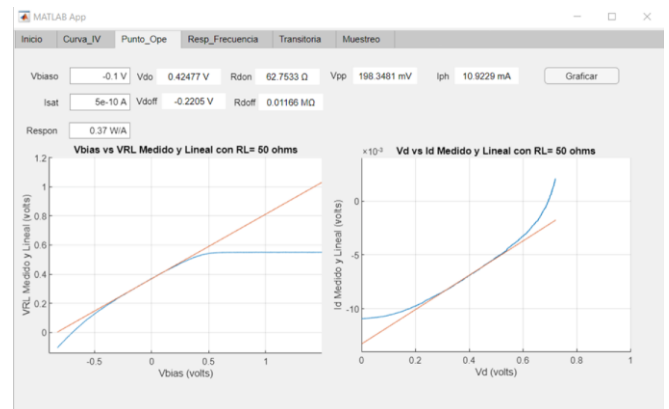 MATLAB App
Inicio Curva_IV Punto_Ope Resp_Frecuencia Transitoria Muestreo
Vbiaso -0.1 V Vdo 0.42477 V Rdon 62.7533 Ω Vpp 198.3481 mV Iph 10.9229 mA Graficar
Isat 5e-10 A Vdoff -0.2205 V Rdoff 0.01166 MΩ
Respon 0.37 W/A
Vbias vs VRL Medido y Lineal con RL= 50 ohms
1.2
1
0.8
0.6
0.4
0.2
0
VRL Medido y Lineal (volts)
-0.5 0 0.5 1
Vbias (volts)
×10⁻³ Vd vs Id Medido y Lineal con RL= 50 ohms
0
-5
-10
Id Medido y Lineal (volts)
0 0.2 0.4 0.6 0.8 1
Vd (volts)